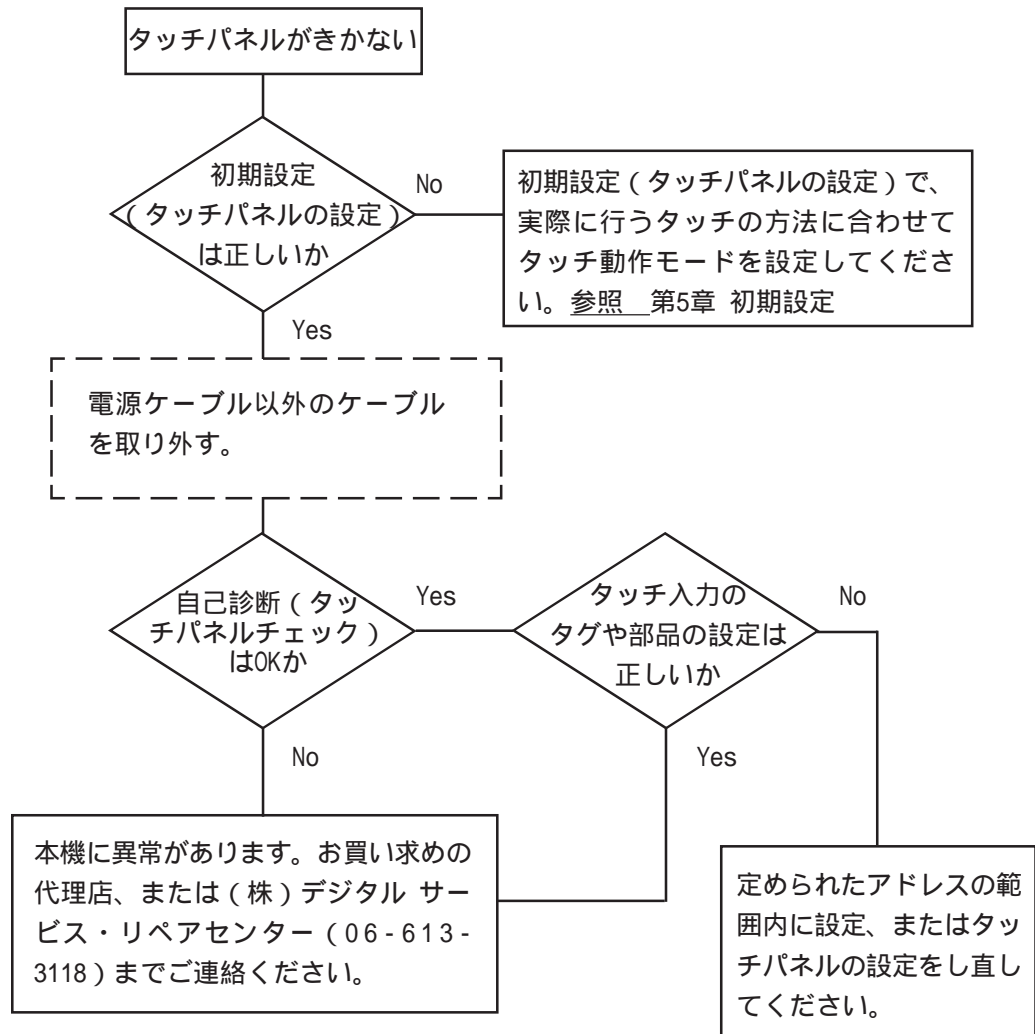 タッチパネルがきかない
初期設定
(タッチパネルの設定)
は正しいか
No
初期設定(タッチパネルの設定)で、
実際に行うタッチの方法に合わせて
タッチ動作モードを設定してくださ
い。参照 第5章 初期設定
Yes
電源ケーブル以外のケーブル
を取り外す。
自己診断(タッ
チパネルチェック)
はOKか
Yes
タッチ入力の
タグや部品の設定は
正しいか
No
No
Yes
本機に異常があります。お買い求めの
代理店、または(株)デジタル サー
ビス・リペアセンター(06-613-
3118)までご連絡ください。
定められたアドレスの範
囲内に設定、またはタッ
チパネルの設定をし直し
てください。